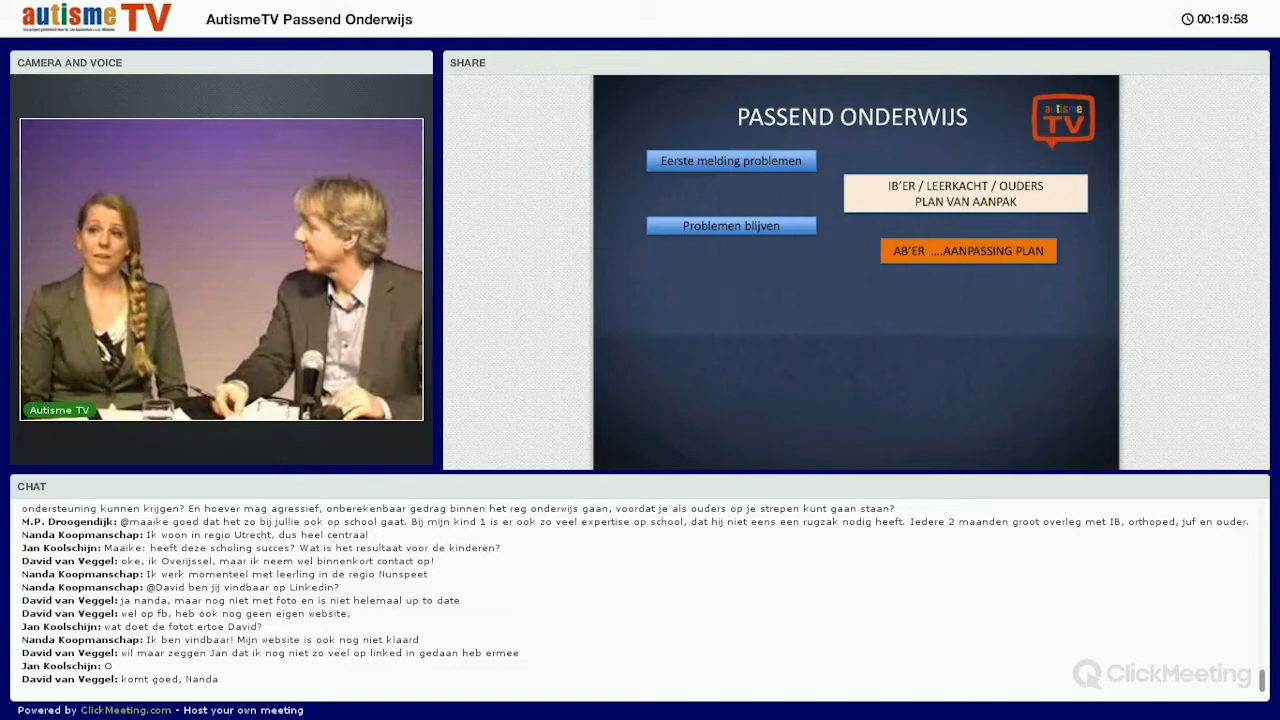 autisme TV
AutismeTV Passend Onderwijs
00:19:58
CAMERA AND VOICE
SHARE
Autisme TV
PASSEND ONDERWIJS
autisme
TV
Eerste melding problemen
IB'ER / LEERKACHT / OUDERS
PLAN VAN AANPAK
Problemen blijven
AB'ER ....AANPASSING PLAN
CHAT
ondersteuning kunnen krijgen? En hoever mag agressief, onberekenbaar gedrag binnen het reg onderwijs gaan, voordat je als ouders op je strepen kunt gaan staan?
M.P. Droogendijk: @maaike goed dat het zo bij jullie ook op school gaat. Bij mijn kind 1 is er ook zo veel expertise op school, dat hij niet eens een rugzak nodig heeft. Iedere 2 maanden groot overleg met IB, orthoped, juf en ouder.
Nanda Koopmanschap: Ik woon in regio Utrecht, dus heel centraal
Jan Koolschijn: Maaike: heeft deze scholing succes? Wat is het resultaat voor de kinderen?
David van Veggel: oke, ik Overijssel, maar ik neem wel binnenkort contact op!
Nanda Koopmanschap: Ik werk momenteel met leerling in de regio Nunspeet
Nanda Koopmanschap: @David ben jij vindbaar op Linkedin?
David van Veggel: ja nanda, maar nog niet met foto en is niet helemaal up to date
David van Veggel: wel op fb, heb ook nog geen eigen website,
Jan Koolschijn: wat doet de fotot ertoe David?
Nanda Koopmanschap: Ik ben vindbaar! Mijn website is ook nog niet klaard
David van Veggel: wil maar zeggen Jan dat ik nog niet zo veel op linked in gedaan heb ermee
Jan Koolschijn: O
David van Veggel: komt goed, Nanda
ClickMeeting
Powered by ClickMeeting.com - Host your own meeting